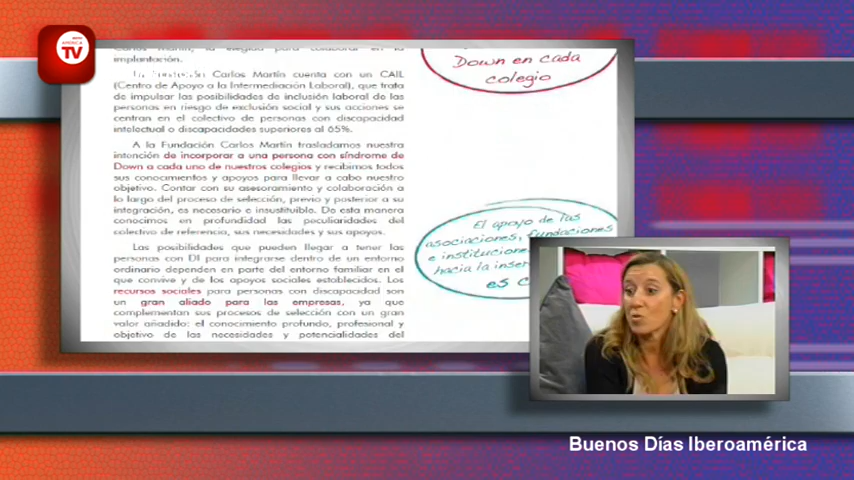 AMÉRICA
TV
Carlos Martín, la elegida para colaborar en la
implantación.
La Fundación Carlos Martín cuenta con un CAIL
(Centro de Apoyo a la Intermediación Laboral), que trata
de impulsar las posibilidades de inclusión laboral de las
personas en riesgo de exclusión social y sus acciones se
centran en el colectivo de personas con discapacidad
intelectual o discapacidades superiores al 65%.
A la Fundación Carlos Martín trasladamos nuestra
intención de incorporar a una persona con síndrome de
Down a cada uno de nuestros colegios y recibimos todos
sus conocimientos y apoyos para llevar a cabo nuestro
objetivo. Contar con su asesoramiento y colaboración a
lo largo del proceso de selección, previo y posterior a su
integración, es necesario e insustituible. De esta manera
conocimos en profundidad las peculiaridades del
colectivo de referencia, sus necesidades y sus apoyos.
Las posibilidades que pueden llegar a tener las
personas con DI para integrarse dentro de un entorno
ordinario dependen en parte del entorno familiar en el
que convive y de los apoyos sociales establecidos. Los
recursos sociales para personas con discapacidad son
un gran aliado para las empresas, ya que
complementan sus procesos de selección con un gran
valor añadido: el conocimiento profundo, profesional y
objetivo de las necesidades y potencialidades del
Down en cada
colegio
El apoyo de las
asociaciones, fundaciones
e instituciones
hacia la inser
es c
Buenos Días Iberoamérica